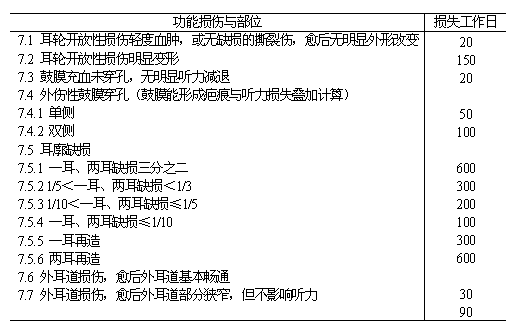 功能损伤与部位 损失工作日
7.1 耳轮开放性损伤轻度血肿，或无缺损的撕裂伤，愈后无明显外形改变 20
7.2 耳轮开放性损伤明显变形 150
7.3 鼓膜充血未穿孔，无明显听力减退 20
7.4 外伤性鼓膜穿孔（鼓膜能形成疤痕与听力损失叠加计算）
7.4.1 单侧 50
7.4.2 双侧 100
7.5 耳廓缺损
7.5.1 一耳、两耳缺损三分之二 600
7.5.2 1/5＜一耳、两耳缺损＜1/3 300
7.5.3 1/10＜一耳、两耳缺损≤1/5 200
7.5.4 一耳、两耳缺损≤1/10 100
7.5.5 一耳再造 300
7.5.6 两耳再造 600
7.6 外耳道损伤，愈后外耳道基本畅通
7.7 外耳道损伤，愈后外耳道部分狭窄，但不影响听力 30
90